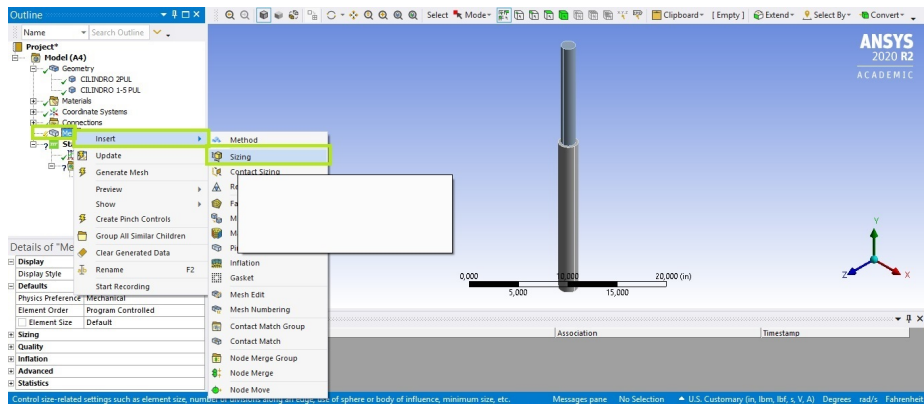 Outline
Select Mode Clipboard [ Empty ] Extend Select By Convert
Name Search Outline
Project*
Model (A4)
Geometry
CILINDRO 2PUL
CILINDRO 1-5 PUL
Materials
Coordinate Systems
Connections
Insert
Update
Generate Mesh
Preview
Show
Create Pinch Controls
Group All Similar Children
Clear Generated Data
Rename F2
Start Recording
Method
Sizing
Contact Sizing
Inflation
Gasket
Mesh Edit
Mesh Numbering
Contact Match Group
Contact Match
Node Merge Group
Node Merge
Node Move
ANSYS
2020 R2
ACADEMIC
Y
Z
X
0,000 10,000 20,000 (in)
5,000 15,000
Details of "Me
Display
Display Style
Defaults
Physics Preference Mechanical
Element Order Program Controlled
Element Size Default
Sizing
Quality
Inflation
Advanced
Statistics
Association Timestamp
Control size-related settings such as element size, number of divisions along an edge, use of sphere or body of influence, minimum size, etc.
Messages pane No Selection U.S. Customary (in, lbm, lbf, s, V, A) Degrees rad/s Fahrenhei